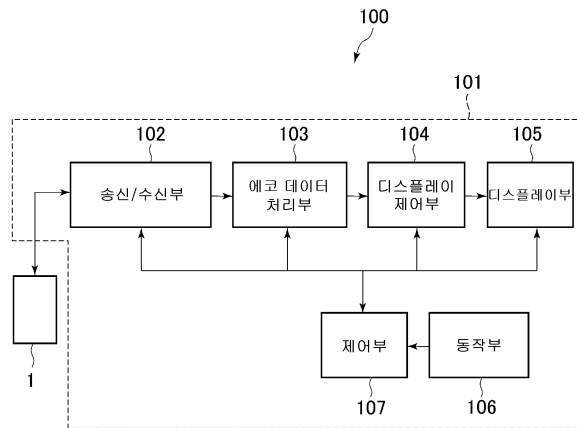 100
101
102
103
104
105
송신/수신부
에코 데이터
처리부
디스플레이
제어부
디스플레이부
제어부
동작부
1
107
106